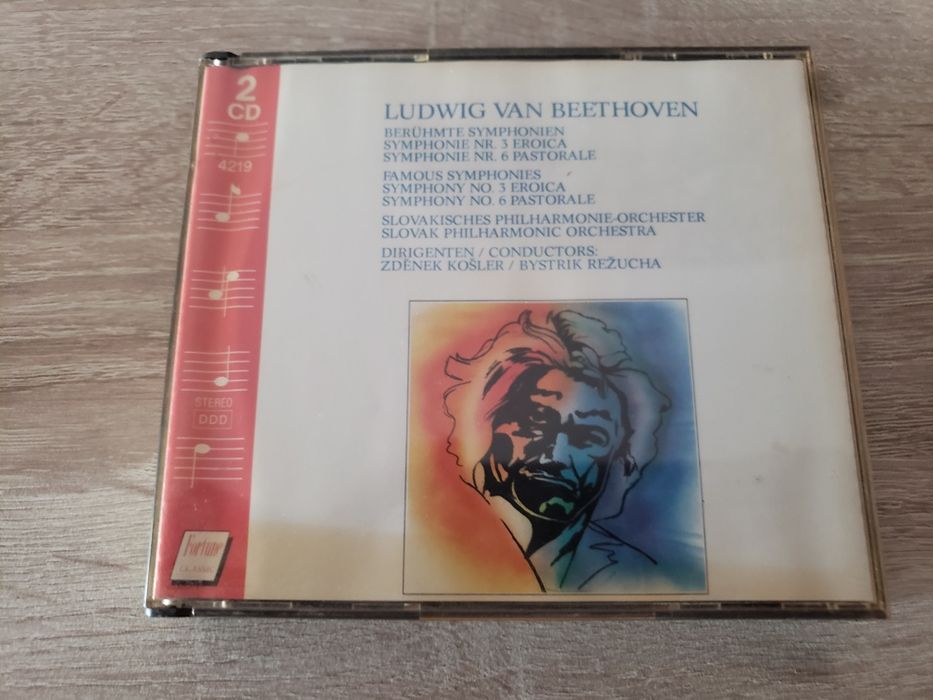 2
CD
4219
STEREO
DDD
Fortune
CLASSIC
LUDWIG VAN BEETHOVEN
BERÜHMTE SYMPHONIEN
SYMPHONIE NR. 3 EROICA
SYMPHONIE NR. 6 PASTORALE
FAMOUS SYMPHONIES
SYMPHONY NO. 3 EROICA
SYMPHONY NO. 6 PASTORALE
SLOVAKISCHES PHILHARMONIE-ORCHESTER
SLOVAK PHILHARMONIC ORCHESTRA
DIRIGENTEN / CONDUCTORS:
ZDĚNEK KOŠLER / BYSTRIK REŽUCHA